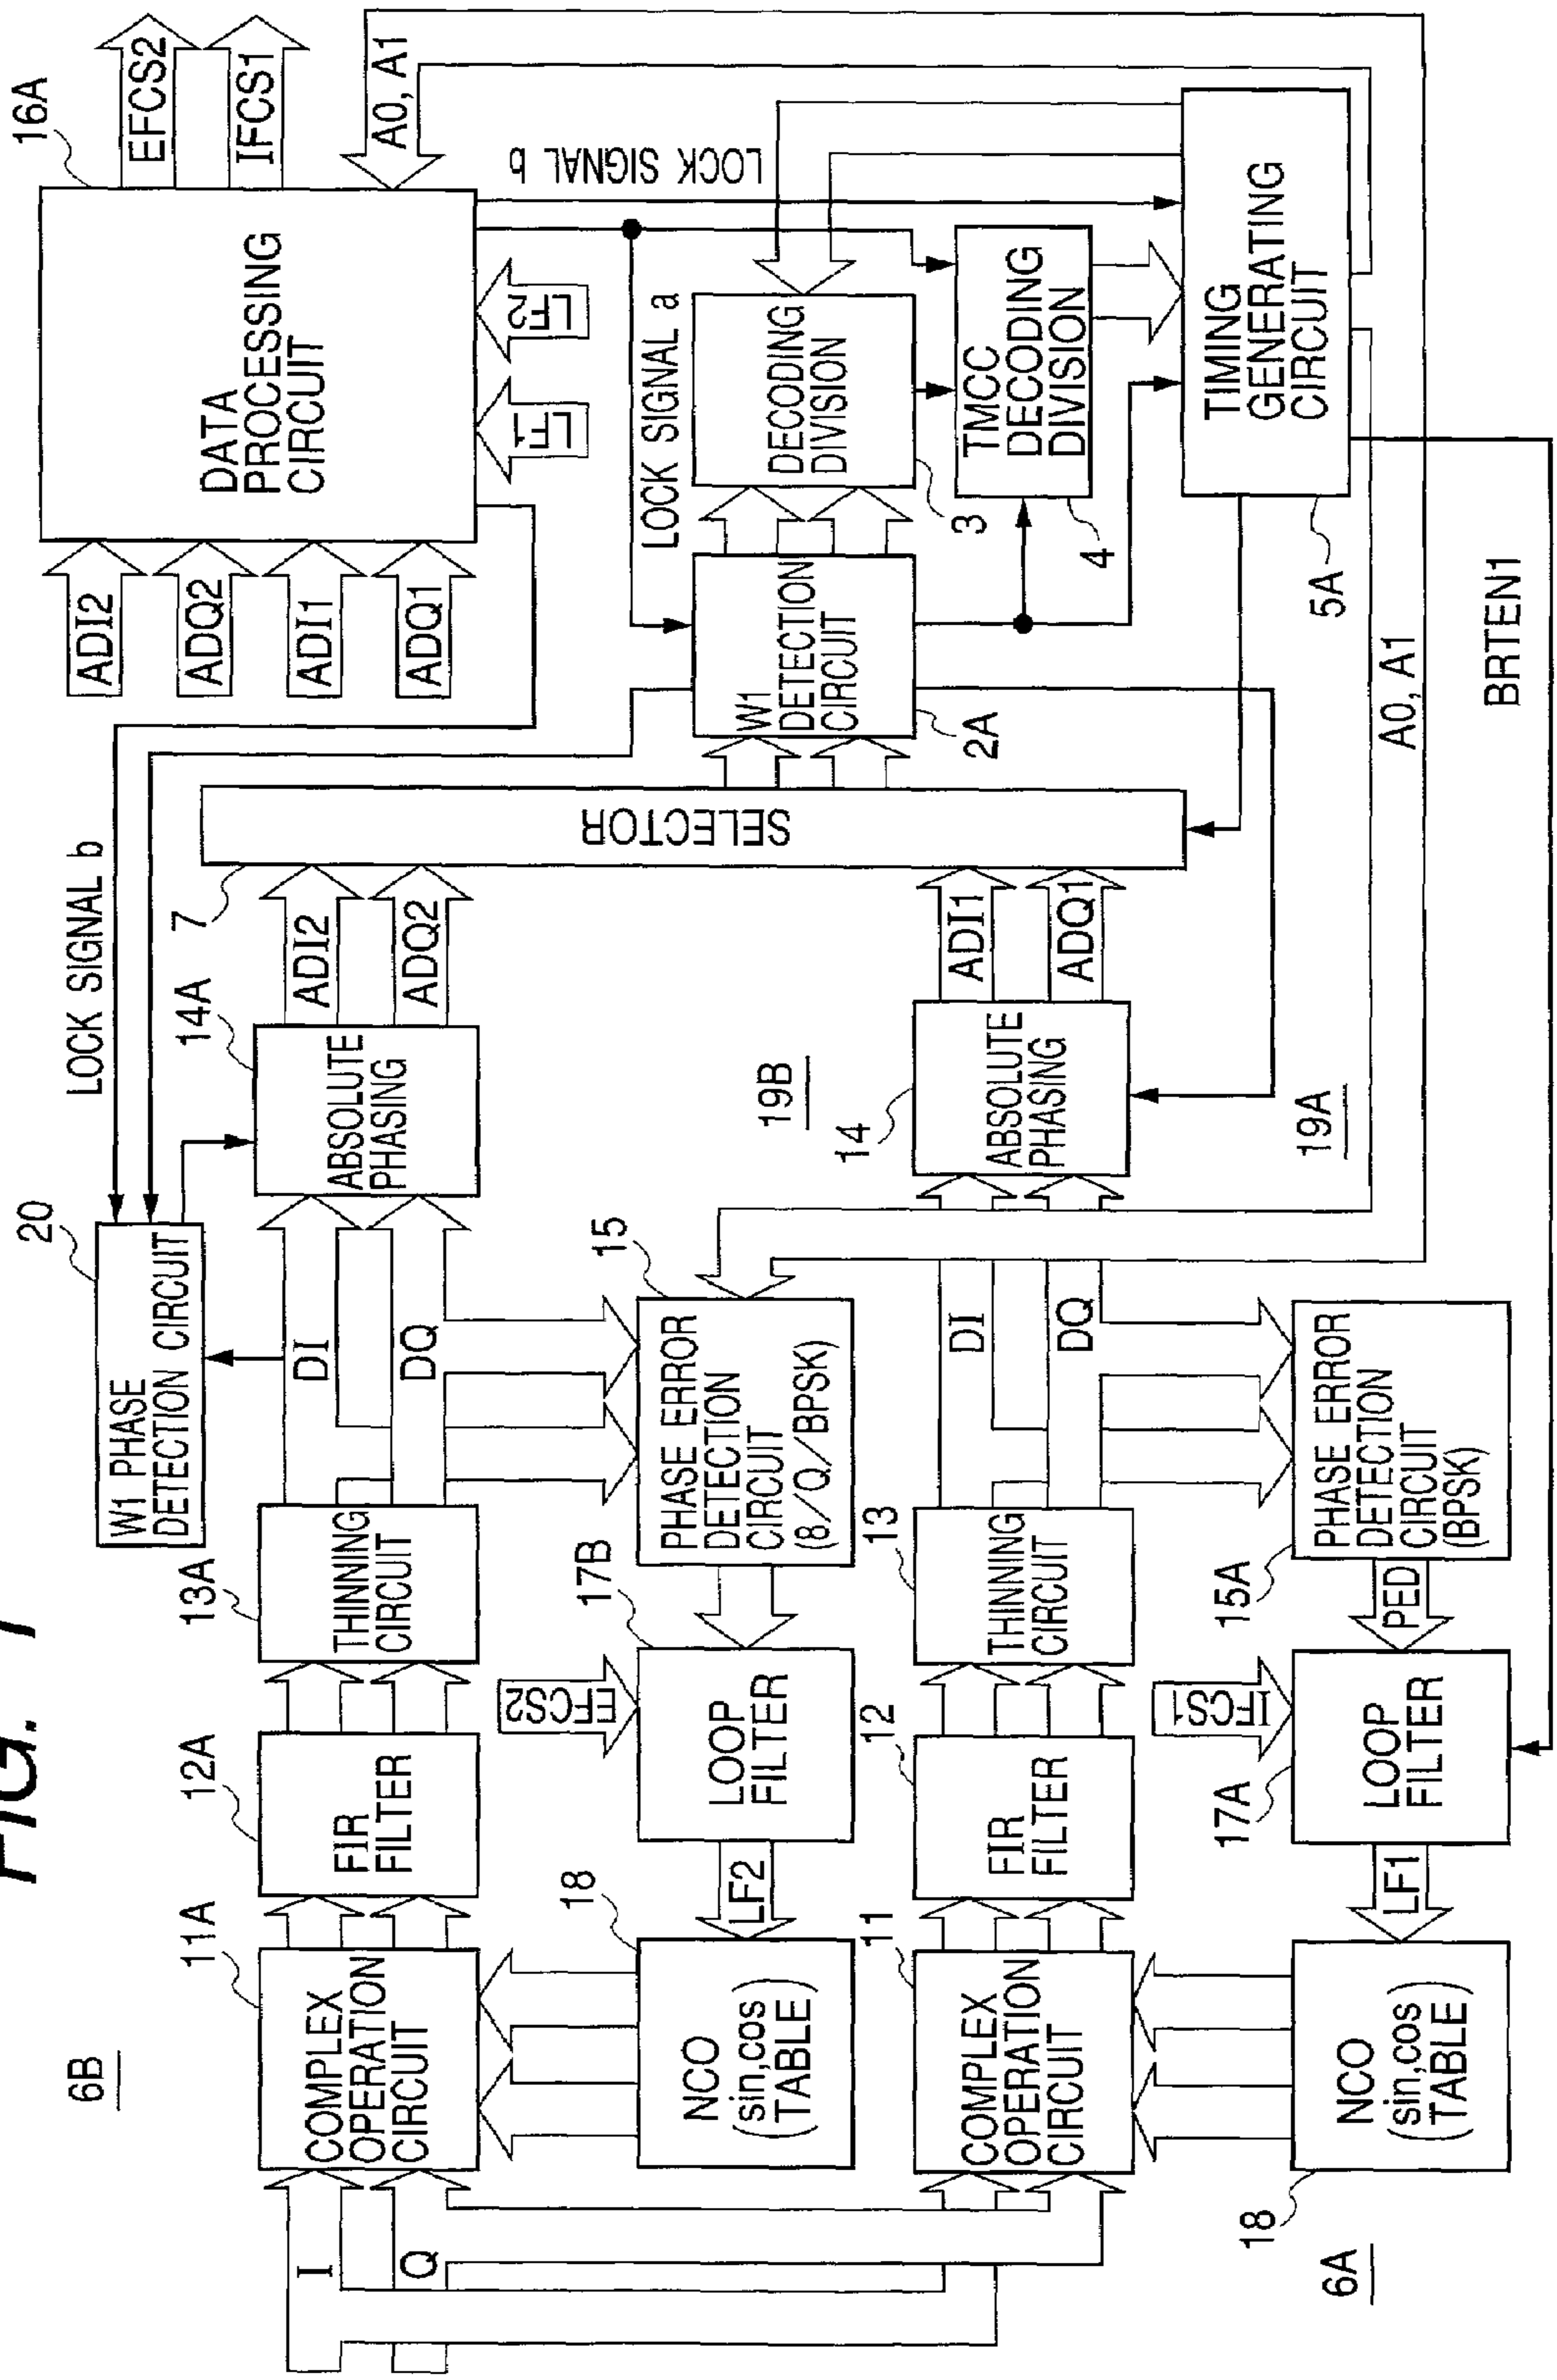 FIG. 1
6B
I
Q
11A
COMPLEX
OPERATION
CIRCUIT
12A
FIR
FILTER
13A
THINNING
CIRCUIT
20
W1 PHASE
DETECTION CIRCUIT
DI
DQ
14A
ABSOLUTE
PHASING
LOCK SIGNAL b
ADI2
ADQ2
7
SELECTOR
18
NCO
(sin,cos
TABLE)
LF2
17B
LOOP
FILTER
EFCS2
15
PHASE ERROR
DETECTION
CIRCUIT
(8/Q/BPSK)
19B
11
COMPLEX
OPERATION
CIRCUIT
12
FIR
FILTER
13
THINNING
CIRCUIT
DI
DQ
14
ABSOLUTE
PHASING
ADI1
ADQ1
19A
6A
18
NCO
(sin,cos
TABLE)
LF1
17A
LOOP
FILTER
IFCS1
PED
15A
PHASE ERROR
DETECTION
CIRCUIT
(BPSK)
ADI2
ADQ2
ADI1
ADQ1
16A
DATA
PROCESSING
CIRCUIT
EFCS2
IFCS1
A0, A1
LF1
LF2
LOCK SIGNAL b
LOCK SIGNAL a
W1
DETECTION
CIRCUIT
2A
DECODING
DIVISION
3
TMCC
DECODING
DIVISION
4
TIMING
GENERATING
CIRCUIT
5A
A0, A1
BRTEN1